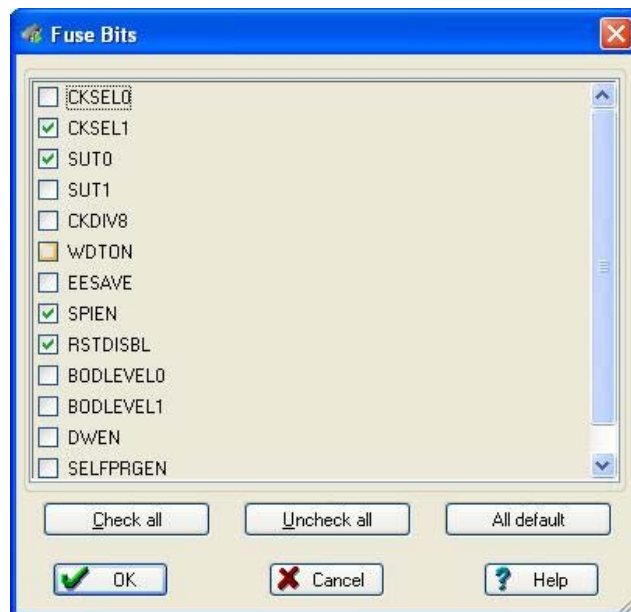 Fuse Bits
CKSEL0
CKSEL1
SUT0
SUT1
CKDIV8
WDTON
EESAVE
SPIEN
RSTDISBL
BODLEVEL0
BODLEVEL1
DWEN
SELFPRGEN
Check all Uncheck all All default
OK Cancel Help